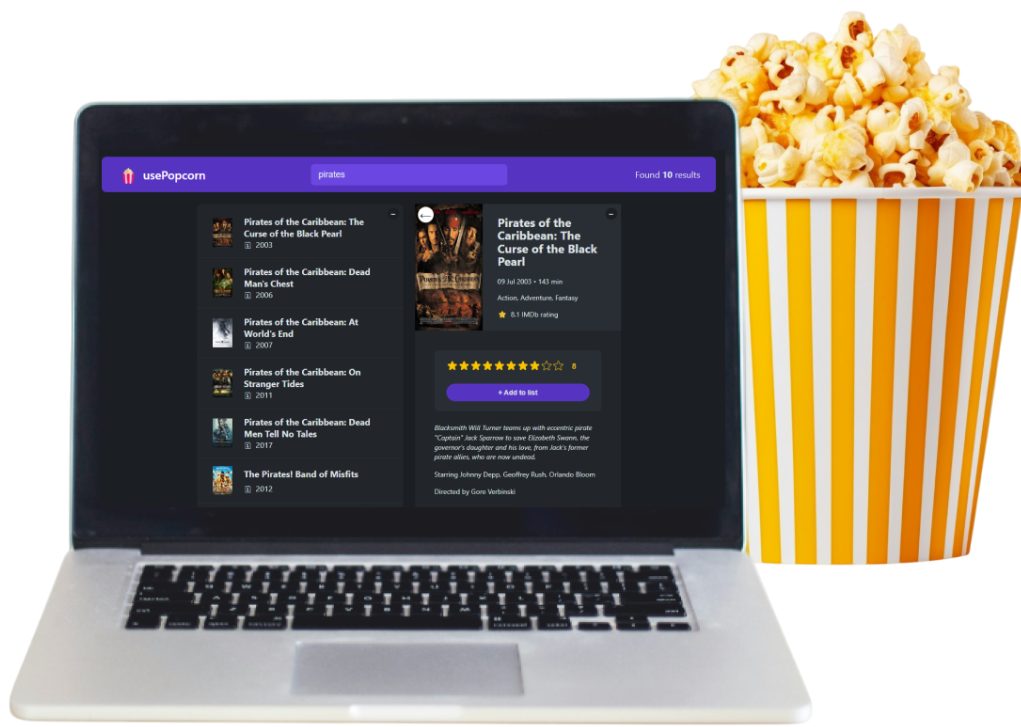 usePopcorn
pirates
Found 10 results
Pirates of the Caribbean: The
Curse of the Black Pearl
2003
Pirates of the Caribbean: Dead
Man's Chest
2006
Pirates of the Caribbean: At
World's End
2007
Pirates of the Caribbean: On
Stranger Tides
2011
Pirates of the Caribbean: Dead
Men Tell No Tales
2017
The Pirates! Band of Misfits
2012
Pirates of the
Caribbean: The
Curse of the Black
Pearl
09 Jul 2003 • 143 min
Action, Adventure, Fantasy
8.1 IMDb rating
8
+ Add to list
Blacksmith Will Turner teams up with eccentric pirate
"Captain" Jack Sparrow to save Elizabeth Swann, the
governor's daughter and his love, from Jack's former
pirate allies, who are now undead.
Starring Johnny Depp, Geoffrey Rush, Orlando Bloom
Directed by Gore Verbinski